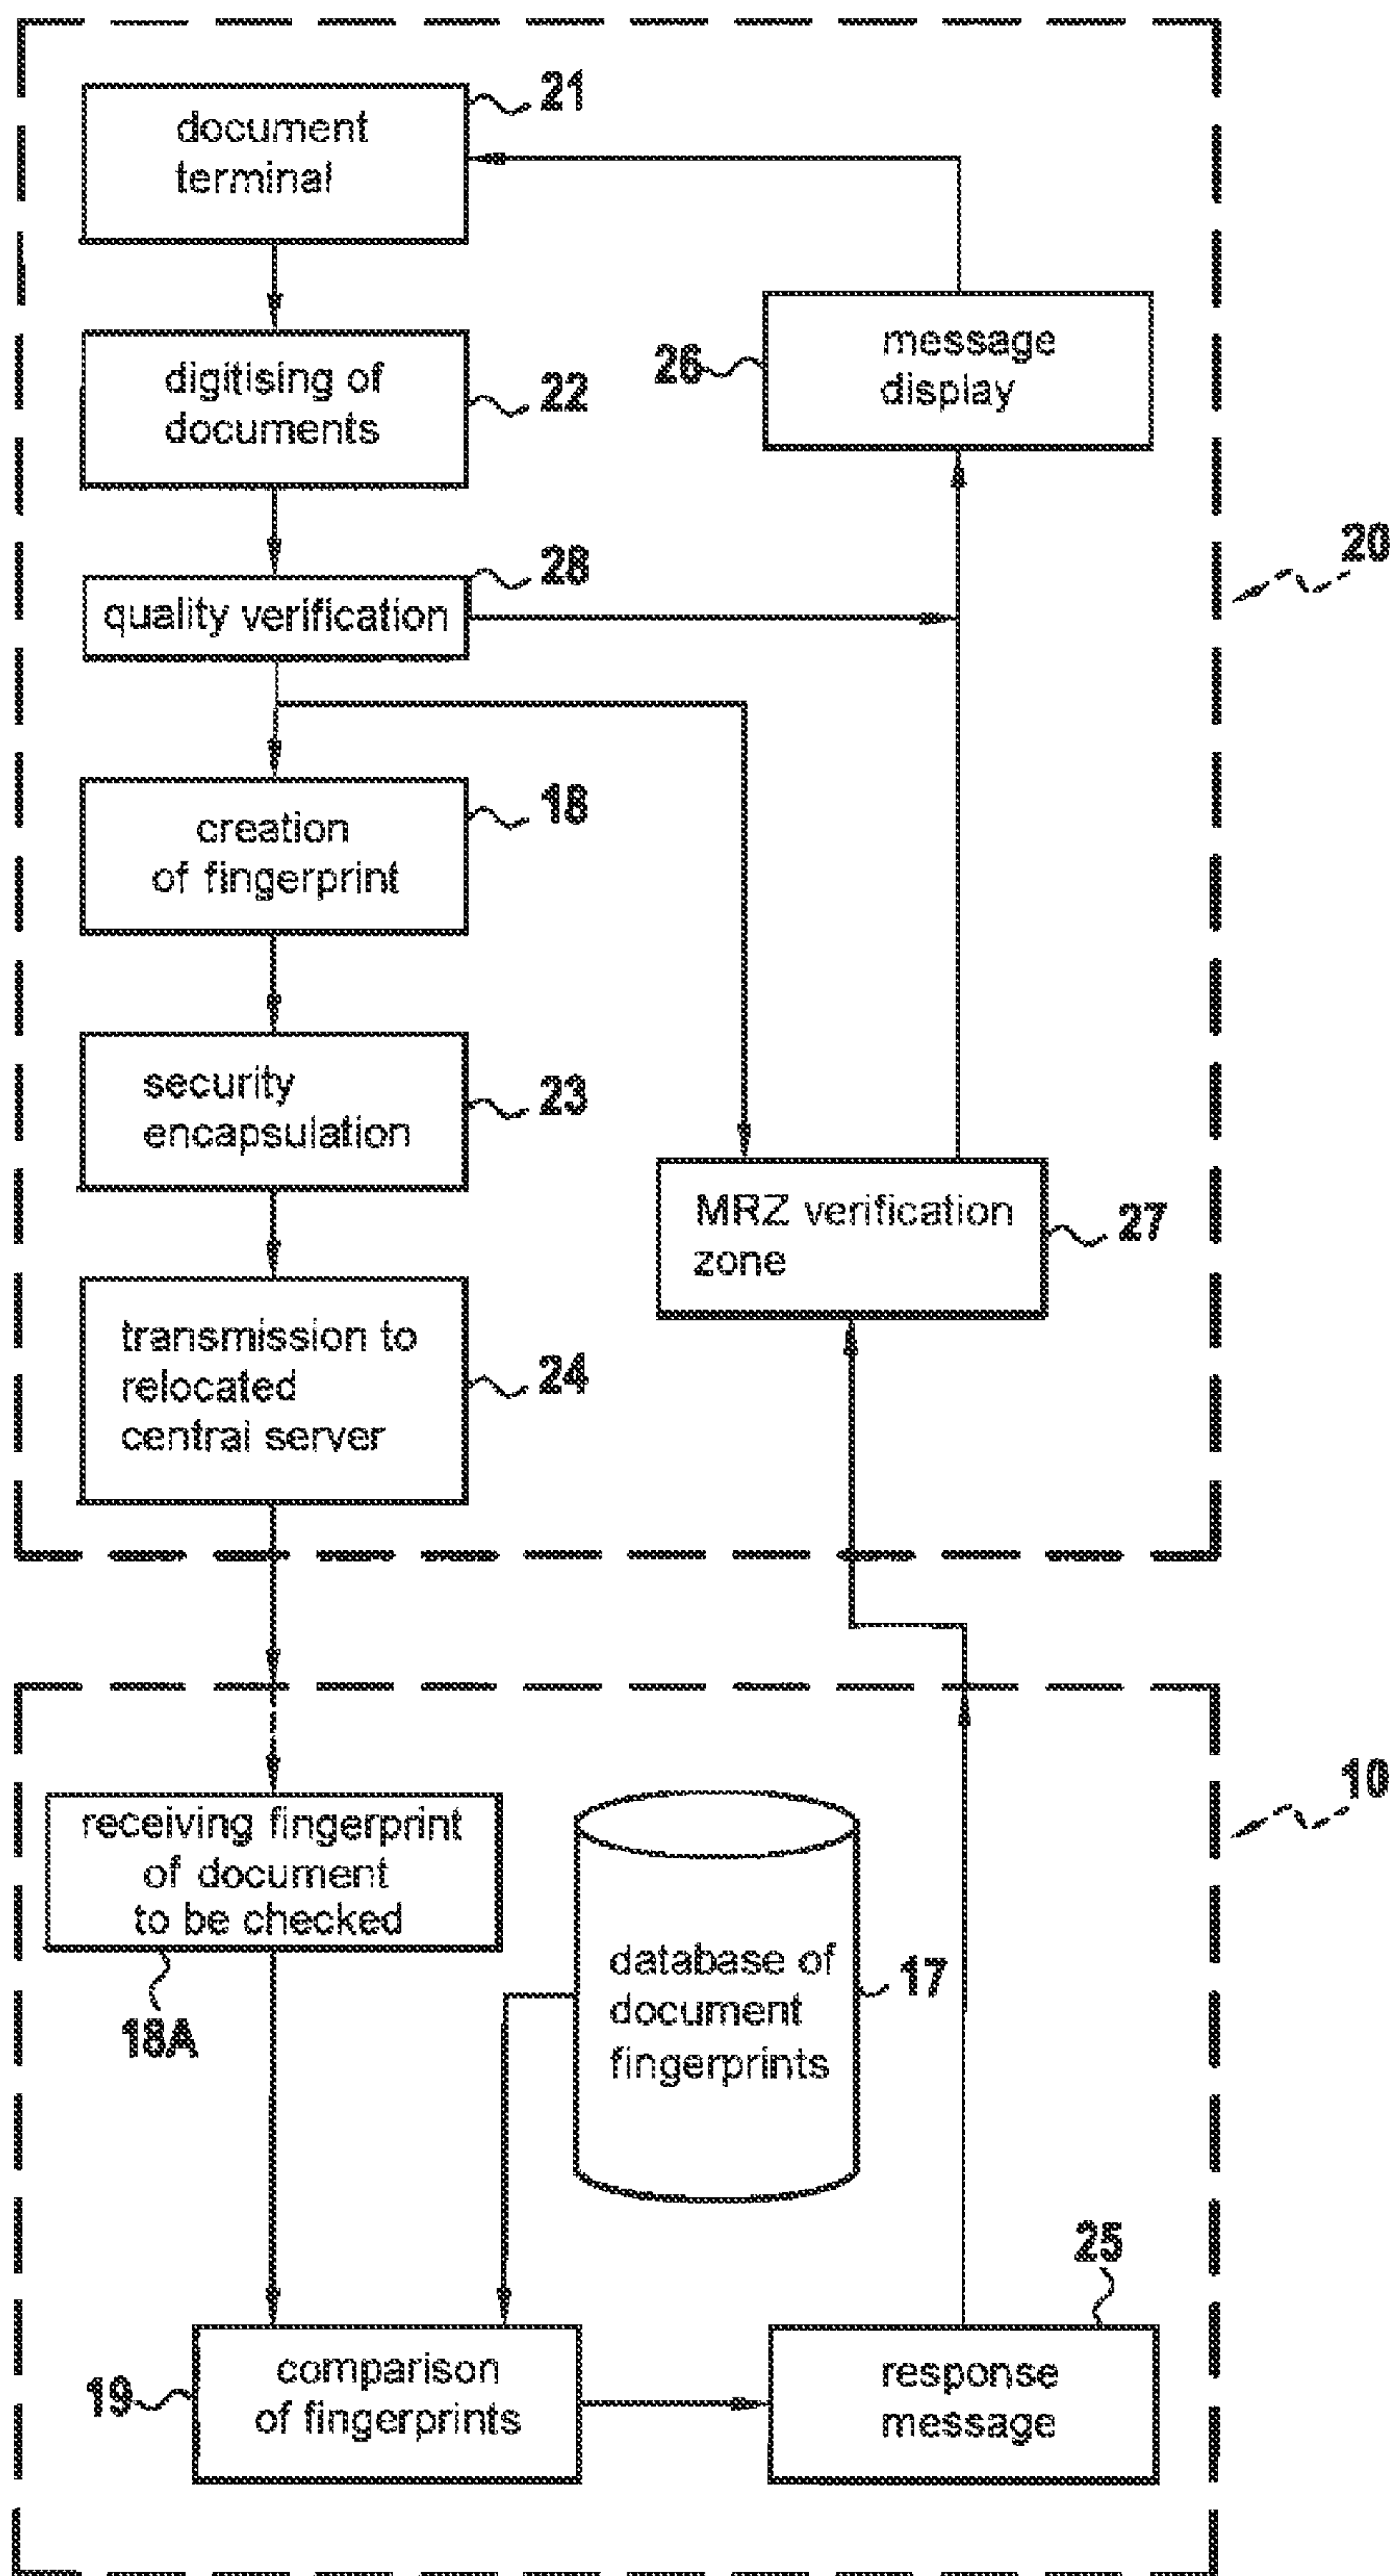 21
document
terminal
26
message
display
digitising of
documents
22
20
28
quality verification
18
creation
of fingerprint
security
encapsulation
23
MRZ verification
zone
27
transmission to
relocated
central server
24
10
receiving fingerprint
of document
to be checked
18A
database of
document
fingerprints
17
25
19
comparison
of fingerprints
response
message